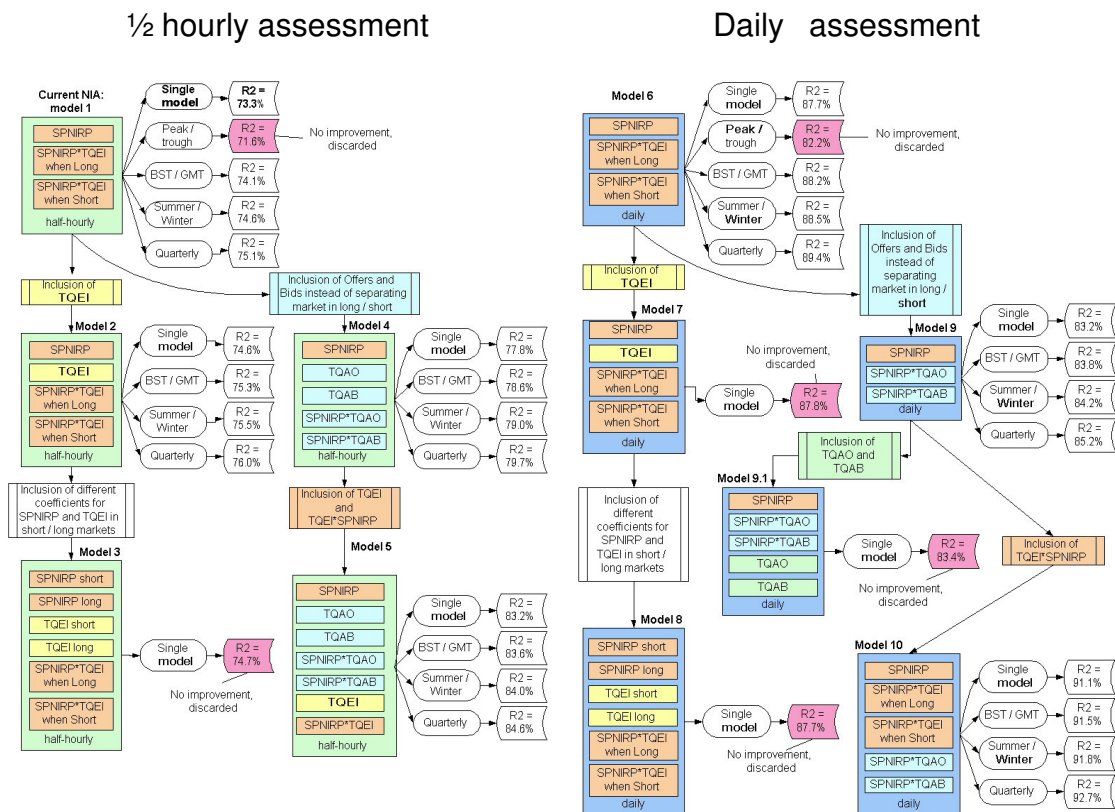 ½ hourly assessment
Current NIA:
model 1
SPNIRP
SPNIRP*TQEI
when Long
SPNIRP*TQEI
when Short
half-hourly
Single
model
R2 =
73.3%
Peak /
trough
R2 =
71.6%
No improvement,
discarded
BST / GMT
R2 =
74.1%
Summer /
Winter
R2 =
74.6%
Quarterly
R2 =
75.1%
Inclusion of
TQEI
Inclusion of Offers and
Bids instead of separating
market in long / short
Model 2
SPNIRP
TQEI
SPNIRP*TQEI
when Long
SPNIRP*TQEI
when Short
half-hourly
Single
model
R2 =
74.6%
BST / GMT
R2 =
75.3%
Summer /
Winter
R2 =
75.5%
Quarterly
R2 =
76.0%
Model 4
SPNIRP
TQAO
TQAB
SPNIRP*TQAO
SPNIRP*TQAB
half-hourly
Single
model
R2 =
77.8%
BST / GMT
R2 =
78.6%
Summer /
Winter
R2 =
79.0%
Quarterly
R2 =
79.7%
Inclusion of different
coefficients for
SPNIRP and TQEI in
short / long markets
Inclusion of TQEI
and
TQEI*SPNIRP
Model 3
SPNIRP short
SPNIRP long
TQEI short
TQEI long
SPNIRP*TQEI
when Long
SPNIRP*TQEI
when Short
half-hourly
Single
model
R2 =
74.7%
No improvement,
discarded
Model 5
SPNIRP
TQAO
TQAB
SPNIRP*TQAO
SPNIRP*TQAB
TQEI
SPNIRP*TQEI
half-hourly
Single
model
R2 =
83.2%
BST / GMT
R2 =
83.6%
Summer /
Winter
R2 =
84.0%
Quarterly
R2 =
84.6%
Daily assessment
Model 6
SPNIRP
SPNIRP*TQEI
when Long
SPNIRP*TQEI
when Short
daily
Single
model
R2 =
87.7%
Peak /
trough
R2 =
82.2%
No improvement,
discarded
BST / GMT
R2 =
88.2%
Summer /
Winter
R2 =
88.5%
Quarterly
R2 =
89.4%
Inclusion of
TQEI
Inclusion of
Offers and Bids
instead of
separating
market in long /
short
Model 7
SPNIRP
TQEI
SPNIRP*TQEI
when Long
SPNIRP*TQEI
when Short
daily
Single
model
R2 =
87.8%
No improvement,
discarded
Model 9
SPNIRP
SPNIRP*TQAO
SPNIRP*TQAB
daily
Single
model
R2 =
83.2%
BST / GMT
R2 =
83.8%
Summer /
Winter
R2 =
84.2%
Quarterly
R2 =
85.2%
Inclusion of
TQAO and
TQAB
Model 9.1
SPNIRP
SPNIRP*TQAO
SPNIRP*TQAB
TQAO
TQAB
daily
Single
model
R2 =
83.4%
No improvement,
discarded
Inclusion of
TQEI*SPNIRP
Inclusion of
different
coefficients for
SPNIRP and
TQEI in short /
long markets
Model 8
SPNIRP short
SPNIRP long
TQEI short
TQEI long
SPNIRP*TQEI
when Long
SPNIRP*TQEI
when Short
daily
Single
model
R2 =
87.7%
No improvement,
discarded
Model 10
SPNIRP
SPNIRP*TQEI
when Long
SPNIRP*TQEI
when Short
SPNIRP*TQAO
SPNIRP*TQAB
daily
Single
model
R2 =
91.1%
BST / GMT
R2 =
91.5%
Summer /
Winter
R2 =
91.8%
Quarterly
R2 =
92.7%